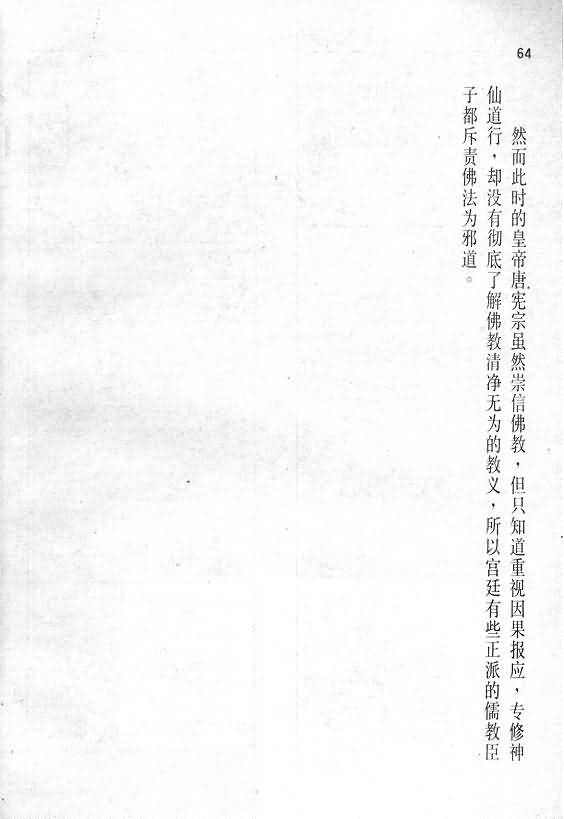 64
然而此时的皇帝唐宪宗虽然崇信佛教，但只知道重视因果报应，专修神
仙道行，却没有彻底了解佛教清净无为的教义，所以宫廷有些正派的儒教臣
子都斥责佛法为邪道。